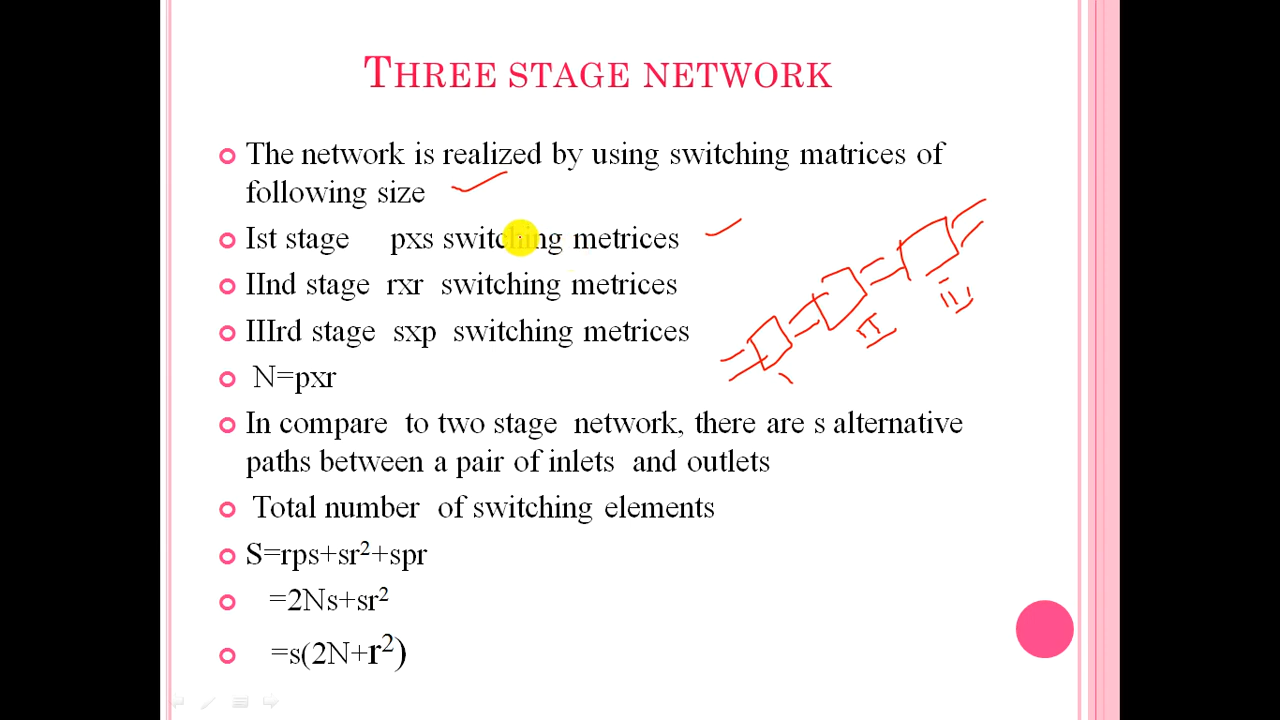 THREE STAGE NETWORK
The network is realized by using switching matrices of
following size
Ist stage pxs switching metrices
IInd stage rxr switching metrices
IIIrd stage sxp switching metrices
N=pxr
In compare to two stage network, there are s alternative
paths between a pair of inlets and outlets
Total number of switching elements
S=rps+sr²+spr
=2Ns+sr²
=s(2N+r²)
I
II
III